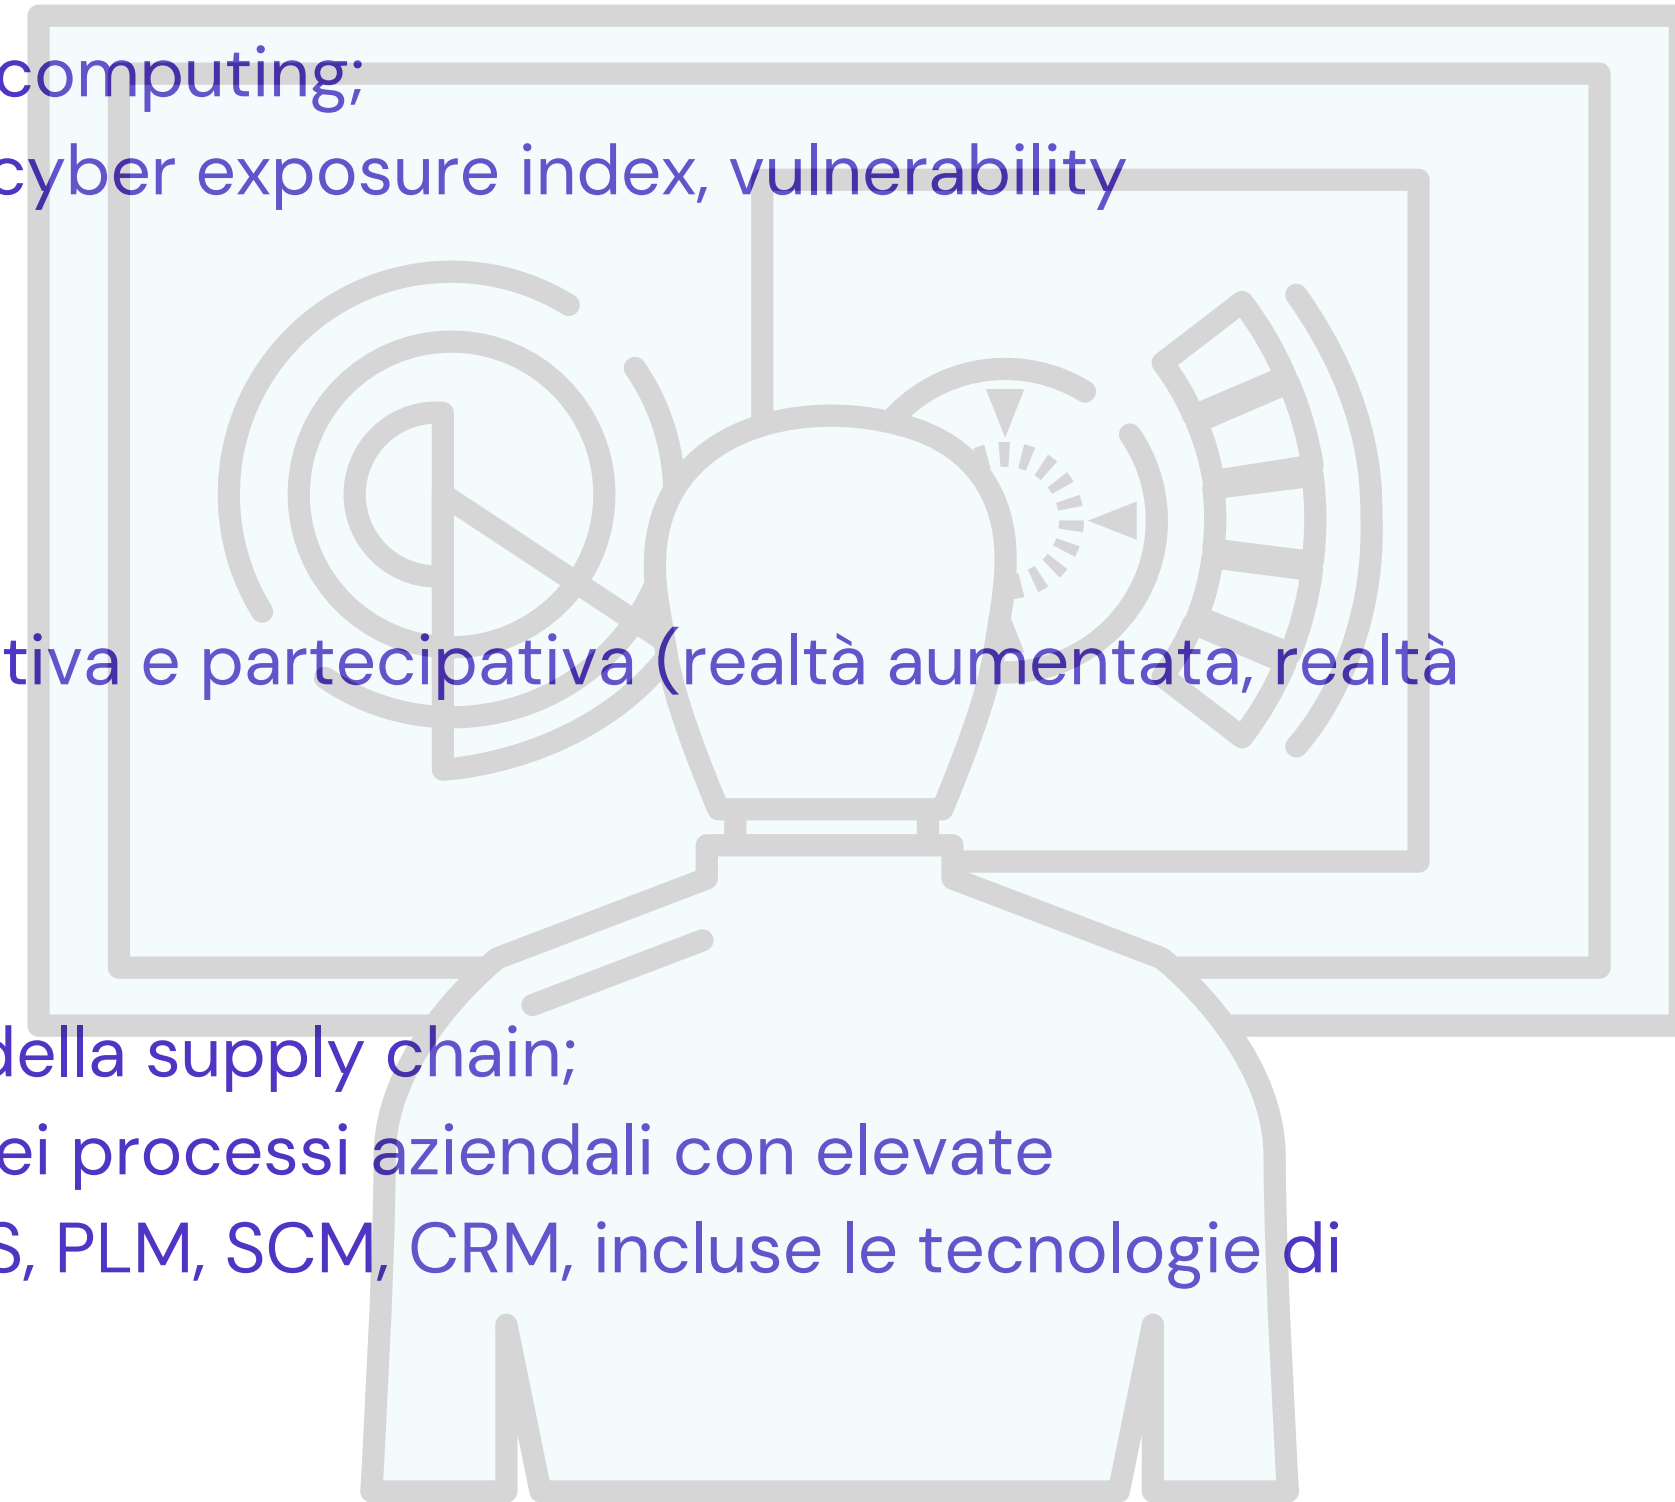 computing;
cyber exposure index, vulnerability
tiva e partecipativa (realtà aumentata, realtà
della supply chain;
ei processi aziendali con elevate
S, PLM, SCM, CRM, incluse le tecnologie di